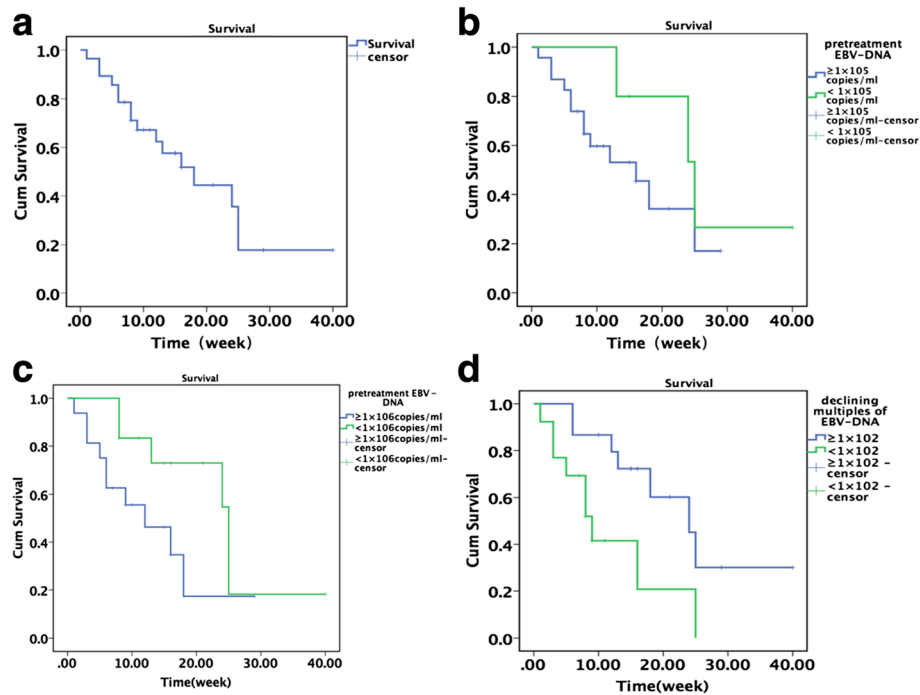 a
Survival
Survival
censor
1.0
0.8
0.6
0.4
0.2
0.0
Cum Survival
.00 10.00 20.00 30.00 40.00
Time (week)
b
Survival
pretreatment
EBV-DNA
≥1×105
copies/ml
< 1×105
copies/ml
≥1×105
copies/ml-censor
< 1×105
copies/ml-censor
1.0
0.8
0.6
0.4
0.2
0.0
Cum Survival
.00 10.00 20.00 30.00 40.00
Time (week)
c
Survival
pretreatment EBV-
DNA
≥1×106copies/ml
<1×106copies/ml
≥1×106copies/ml-
censor
<1×106copies/ml-
censor
1.0
0.8
0.6
0.4
0.2
0.0
Cum Survival
.00 10.00 20.00 30.00 40.00
Time(week)
d
Survival
declining
multiples of
EBV-DNA
≥1×102
<1×102
≥1×102 -
censor
<1×102 -
censor
1.0
0.8
0.6
0.4
0.2
0.0
Cum Survival
.00 10.00 20.00 30.00 40.00
Time(week)